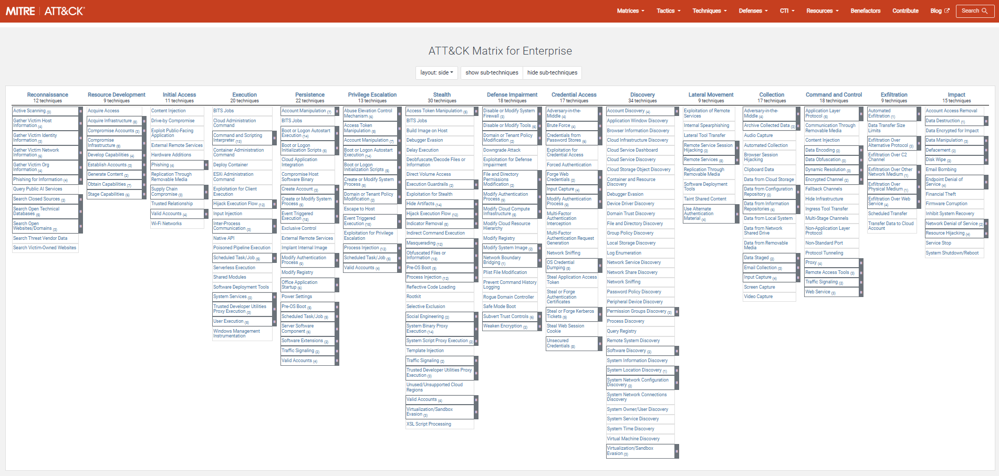 MITRE | ATT&CK®
Matrices
Tactics
Techniques
Defenses
CTI
Resources
Benefactors
Contribute
Blog
Search
ATT&CK Matrix for Enterprise
layout: side
show sub-techniques
hide sub-techniques
Reconnaissance
12 techniques
Active Scanning (3)
Gather Victim Host
Information (4)
Gather Victim Identity
Information (3)
Gather Victim Network
Information (6)
Gather Victim Org
Information (4)
Phishing for Information (4)
Query Public AI Services
Search Closed Sources (2)
Search Open Technical
Databases (5)
Search Open
Websites/Domains (3)
Search Threat Vendor Data
Search Victim-Owned Websites
Resource Development
9 techniques
Acquire Access
Acquire Infrastructure (8)
Compromise Accounts (3)
Compromise
Infrastructure (8)
Develop Capabilities (4)
Establish Accounts (3)
Generate Content (2)
Obtain Capabilities (7)
Stage Capabilities (6)
Initial Access
11 techniques
Content Injection
Drive-by Compromise
Exploit Public-Facing
Application
External Remote Services
Hardware Additions
Phishing (4)
Replication Through
Removable Media
Supply Chain
Compromise (3)
Trusted Relationship
Valid Accounts (4)
Wi-Fi Networks
Execution
20 techniques
BITS Jobs
Cloud Administration
Command
Command and Scripting
Interpreter (13)
Container Administration
Command
Deploy Container
ESXi Administration
Command
Exploitation for Client
Execution
Hijack Execution Flow (12)
Input Injection
Inter-Process
Communication (3)
Native API
Poisoned Pipeline Execution
Scheduled Task/Job (5)
Serverless Execution
Shared Modules
Software Deployment Tools
System Services (3)
Trusted Developer Utilities
Proxy Execution (3)
User Execution (5)
Windows Management
Instrumentation
Persistence
22 techniques
Account Manipulation (7)
BITS Jobs
Boot or Logon Autostart
Execution (14)
Boot or Logon
Initialization Scripts (5)
Cloud Application
Integration
Compromise Host
Software Binary
Create Account (3)
Create or Modify System
Process (5)
Event Triggered
Execution (18)
Exclusive Control
External Remote Services
Implant Internal Image
Modify Authentication
Process (9)
Modify Registry
Office Application
Startup (6)
Power Settings
Pre-OS Boot (5)
Scheduled Task/Job (5)
Server Software
Component (6)
Software Extensions (2)
Traffic Signaling (2)
Valid Accounts (4)
Privilege Escalation
13 techniques
Abuse Elevation Control
Mechanism (6)
Access Token
Manipulation (5)
Account Manipulation (7)
Boot or Logon Autostart
Execution (14)
Boot or Logon
Initialization Scripts (5)
Create or Modify System
Process (5)
Domain or Tenant Policy
Modification (2)
Escape to Host
Event Triggered
Execution (18)
Exploitation for Privilege
Escalation
Process Injection (12)
Scheduled Task/Job (5)
Valid Accounts (4)
Stealth
30 techniques
Access Token Manipulation (5)
BITS Jobs
Build Image on Host
Debugger Evasion
Delay Execution
Deobfuscate/Decode Files or
Information
Direct Volume Access
Execution Guardrails (2)
Exploitation for Stealth
Hide Artifacts (14)
Hijack Execution Flow (12)
Indicator Removal (8)
Indirect Command Execution
Masquerading (12)
Obfuscated Files or
Information (18)
Pre-OS Boot (5)
Process Injection (12)
Reflective Code Loading
Rootkit
Selective Exclusion
Social Engineering (2)
System Binary Proxy
Execution (14)
System Script Proxy Execution (2)
Template Injection
Traffic Signaling (2)
Trusted Developer Utilities Proxy
Execution (3)
Unused/Unsupported Cloud
Regions
Valid Accounts (4)
Virtualization/Sandbox
Evasion (3)
XSL Script Processing
Defense Impairment
18 techniques
Disable or Modify System
Firewall (3)
Disable or Modify Tools (6)
Domain or Tenant Policy
Modification (2)
Downgrade Attack
Exploitation for Defense
Impairment
File and Directory
Permissions
Modification (2)
Modify Authentication
Process (9)
Modify Cloud Compute
Infrastructure (5)
Modify Cloud Resource
Hierarchy
Modify Registry
Modify System Image (2)
Network Boundary
Bridging (1)
Plist File Modification
Prevent Command History
Logging
Rogue Domain Controller
Safe Mode Boot
Subvert Trust Controls (6)
Weaken Encryption (2)
Credential Access
17 techniques
Adversary-in-the-
Middle (4)
Brute Force (4)
Credentials from
Password Stores (6)
Exploitation for
Credential Access
Forced Authentication
Forge Web
Credentials (2)
Input Capture (4)
Modify Authentication
Process (9)
Multi-Factor
Authentication
Interception
Multi-Factor
Authentication Request
Generation
Network Sniffing
OS Credential
Dumping (8)
Steal Application Access
Token
Steal or Forge
Authentication
Certificates
Steal or Forge Kerberos
Tickets (5)
Steal Web Session
Cookie
Unsecured
Credentials (8)
Discovery
34 techniques
Account Discovery (4)
Application Window Discovery
Browser Information Discovery
Cloud Infrastructure Discovery
Cloud Service Dashboard
Cloud Service Discovery
Cloud Storage Object Discovery
Container and Resource
Discovery
Debugger Evasion
Device Driver Discovery
Domain Trust Discovery
File and Directory Discovery
Group Policy Discovery
Local Storage Discovery
Log Enumeration
Network Service Discovery
Network Share Discovery
Network Sniffing
Password Policy Discovery
Peripheral Device Discovery
Permission Groups Discovery (3)
Process Discovery
Query Registry
Remote System Discovery
Software Discovery (2)
System Information Discovery
System Location Discovery (1)
System Network Configuration
Discovery (2)
System Network Connections
Discovery
System Owner/User Discovery
System Service Discovery
System Time Discovery
Virtual Machine Discovery
Virtualization/Sandbox
Evasion (3)
Lateral Movement
9 techniques
Exploitation of Remote
Services
Internal Spearphishing
Lateral Tool Transfer
Remote Service Session
Hijacking (2)
Remote Services (8)
Replication Through
Removable Media
Software Deployment
Tools
Taint Shared Content
Use Alternate
Authentication
Material (4)
Collection
17 techniques
Adversary-in-the-
Middle (4)
Archive Collected Data (3)
Audio Capture
Automated Collection
Browser Session
Hijacking
Clipboard Data
Data from Cloud Storage
Data from Configuration
Repository (2)
Data from Information
Repositories (6)
Data from Local System
Data from Network
Shared Drive
Data from Removable
Media
Data Staged (2)
Email Collection (3)
Input Capture (4)
Screen Capture
Video Capture
Command and Control
18 techniques
Application Layer
Protocol (5)
Communication Through
Removable Media
Content Injection
Data Encoding (2)
Data Obfuscation (3)
Dynamic Resolution (3)
Encrypted Channel (2)
Fallback Channels
Hide Infrastructure
Ingress Tool Transfer
Multi-Stage Channels
Non-Application Layer
Protocol
Non-Standard Port
Protocol Tunneling
Proxy (4)
Remote Access Tools (3)
Traffic Signaling (2)
Web Service (3)
Exfiltration
9 techniques
Automated
Exfiltration (1)
Data Transfer Size
Limits
Exfiltration Over
Alternative Protocol (3)
Exfiltration Over C2
Channel
Exfiltration Over Other
Network Medium (1)
Exfiltration Over
Physical Medium (1)
Exfiltration Over Web
Service (4)
Scheduled Transfer
Transfer Data to Cloud
Account
Impact
15 techniques
Account Access Removal
Data Destruction (1)
Data Encrypted for Impact
Data Manipulation (3)
Defacement (2)
Disk Wipe (2)
Email Bombing
Endpoint Denial of
Service (4)
Financial Theft
Firmware Corruption
Inhibit System Recovery
Network Denial of Service (2)
Resource Hijacking (4)
Service Stop
System Shutdown/Reboot